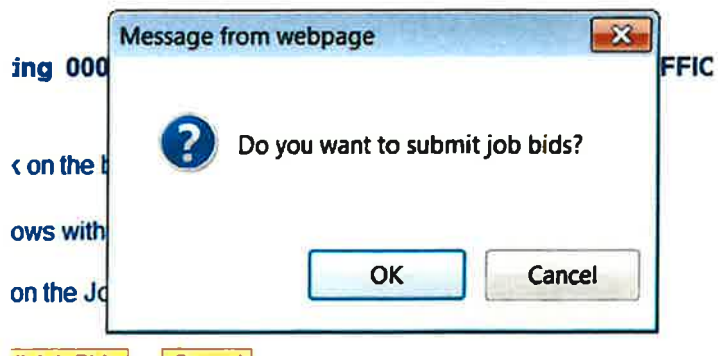 Message from webpage
ing 000
FFIC
Do you want to submit job bids?
k on the b
ows with
OK Cancel
on the Jo